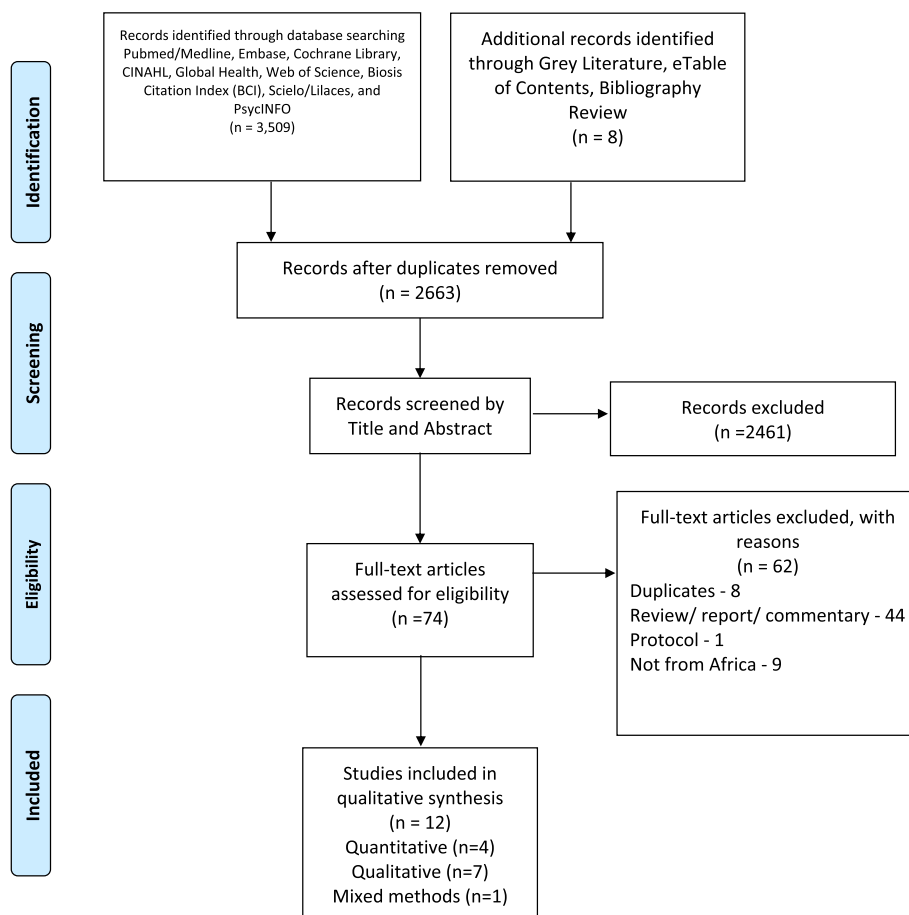 Identification
Records identified through database searching
Pubmed/Medline, Embase, Cochrane Library,
CINAHL, Global Health, Web of Science, Biosis
Citation Index (BCI), Scielo/Lilaces, and
PsycINFO
(n = 3,509)
Additional records identified
through Grey Literature, eTable
of Contents, Bibliography
Review
(n = 8)
Records after duplicates removed
(n = 2663)
Screening
Records screened by
Title and Abstract
Records excluded
(n =2461)
Eligibility
Full-text articles
assessed for eligibility
(n =74)
Full-text articles excluded, with
reasons
(n = 62)
Duplicates - 8
Review/ report/ commentary - 44
Protocol - 1
Not from Africa - 9
Included
Studies included in
qualitative synthesis
(n = 12)
Quantitative (n=4)
Qualitative (n=7)
Mixed methods (n=1)